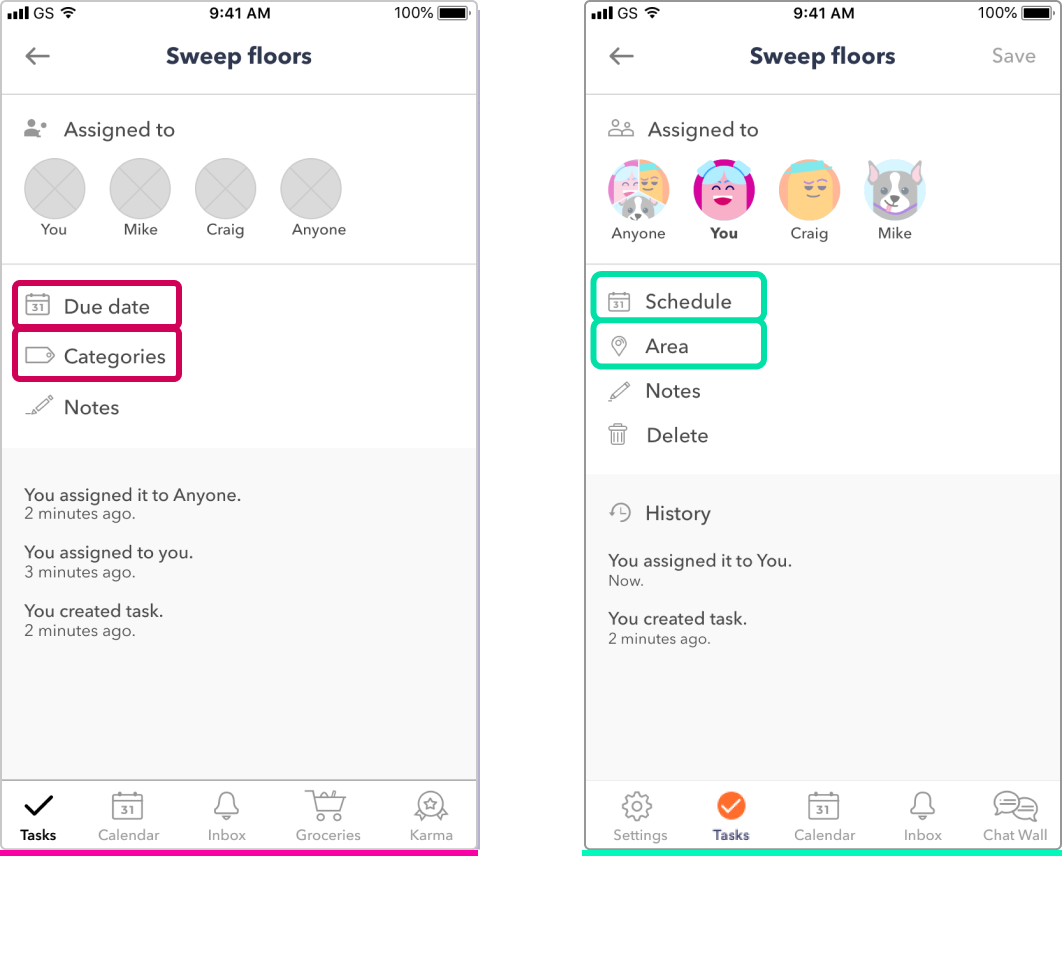 GS 9:41 AM 100%
Sweep floors
Assigned to
You Mike Craig Anyone
31 Due date
Categories
Notes
You assigned it to Anyone.
2 minutes ago.
You assigned to you.
3 minutes ago.
You created task.
2 minutes ago.
31
Tasks Calendar Inbox Groceries Karma
GS 9:41 AM 100%
Sweep floors Save
Assigned to
Anyone You Craig Mike
31 Schedule
Area
Notes
Delete
History
You assigned it to You.
Now.
You created task.
2 minutes ago.
31
Settings Tasks Calendar Inbox Chat Wall